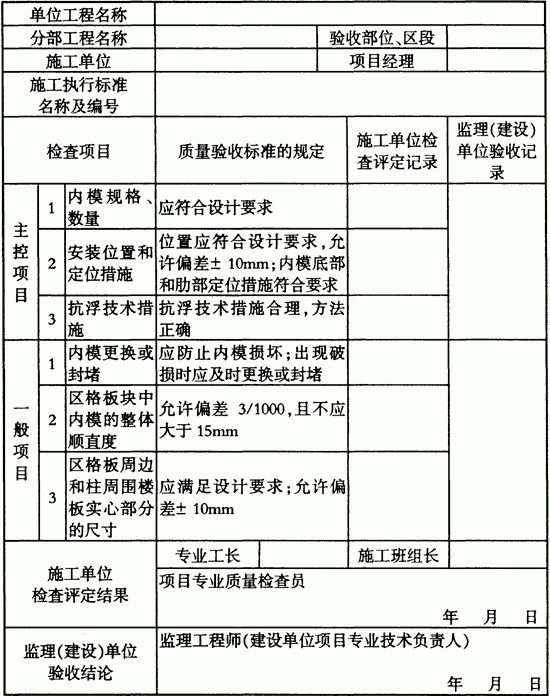 单位工程名称
分部工程名称
验收部位、区段
施工单位
项目经理
施工执行标准
名称及编号
检查项目
质量验收标准的规定
施工单位检
查评定记录
监理(建设)
单位验收记
录
主控项目
1
内模规格、
数量
应符合设计要求
2
安装位置和
定位措施
位置应符合设计要求,允
许偏差±10mm;内模底部
和肋部定位措施符合要求
3
抗浮技术措
施
抗浮技术措施合理,方法
正确
一般项目
1
内模更换或
封堵
应防止内模损坏;出现破
损时应及时更换或封堵
2
区格板块中
内模的整体
顺直度
允许偏差 3/1000,且不应
大于15mm
3
区格板周边
和柱周围楼
板实心部分
的尺寸
应满足设计要求;允许偏
差±10mm
施工单位
检查评定结果
专业工长
施工班组长
项目专业质量检查员
年 月 日
监理(建设)单位
验收结论
监理工程师(建设单位项目专业技术负责人)
年 月 日